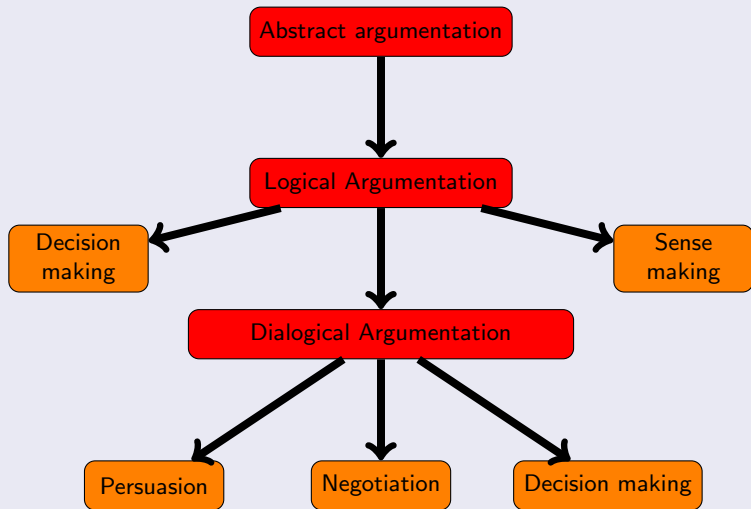 Abstract argumentation
Logical Argumentation
Decision
making
Sense
making
Dialogical Argumentation
Persuasion
Negotiation
Decision making